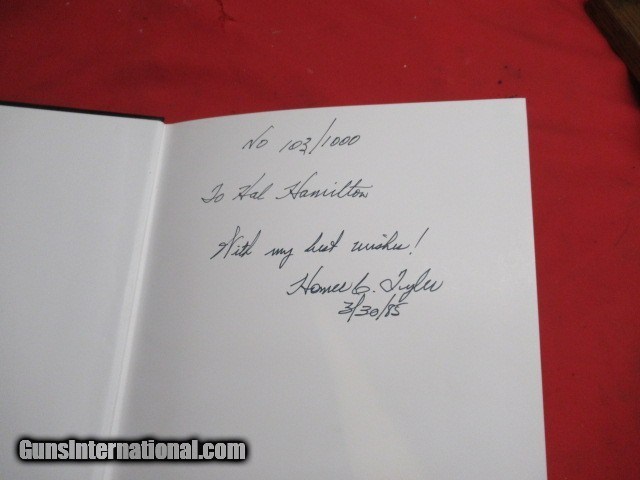 No 103/1000
To Hal Hamilton
With my best wishes!
Homer C. Tyler
3/30/85
GunsInternational.com